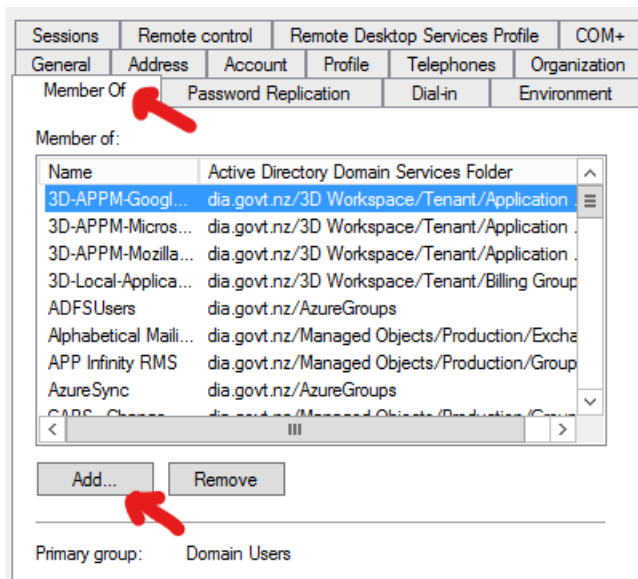 Sessions Remote control Remote Desktop Services Profile COM+
General Address Account Profile Telephones Organization
Member Of Password Replication Dial-in Environment
Member of:
Name Active Directory Domain Services Folder
3D-APPM-Googl... dia.govt.nz/3D Workspace/Tenant/Application
3D-APPM-Micros... dia.govt.nz/3D Workspace/Tenant/Application .
3D-APPM-Mozilla... dia.govt.nz/3D Workspace/Tenant/Application .
3D-Local-Applica... dia.govt.nz/3D Workspace/Tenant/Billing Group
ADFSUsers dia.govt.nz/AzureGroups
Alphabetical Maili... dia.govt.nz/Managed Objects/Production/Excha
APP Infinity RMS dia.govt.nz/Managed Objects/Production/Group
AzureSync dia.govt.nz/AzureGroups
Add... Remove
Primary group: Domain Users